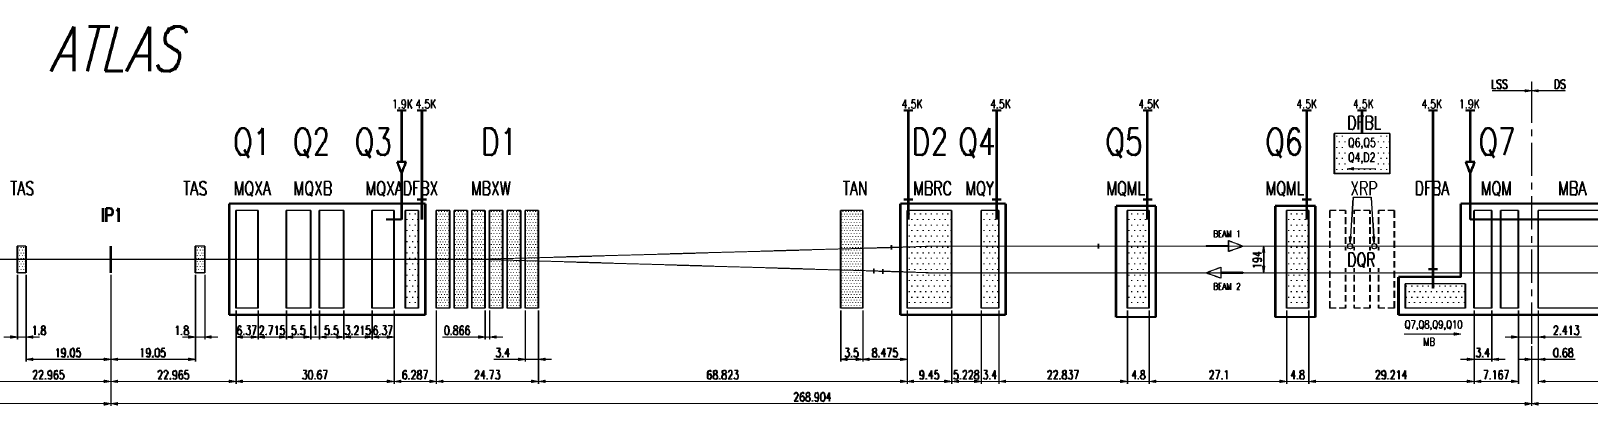 ATLAS
LSS DS
1.9K 4.5K 4.5K 4.5K 4.5K 4.5K 4.5K 4.5K 1.9K
DFBL
Q1 Q2 Q3 D1 D2 Q4 Q5 Q6 Q7
Q6,Q5
Q4,D2
TAS TAS MQXA MQXB MQXA DFBX MBXW TAN MBRC MQY MQML MQML XRP DFBA MQM MBA
IP1
BEAM 1
194
DQR
BEAM 2
Q7,Q8,Q9,Q10
MB
1.8 1.8 6.37 2.715 5.5 1 5.5 3.215 6.37 0.866 2.413
19.05 19.05 3.4 3.5 8.475 3.4 0.68
22.965 22.965 30.67 6.287 24.73 68.823 9.45 5.228 3.4 22.837 4.8 27.1 4.8 29.214 7.167
268.904